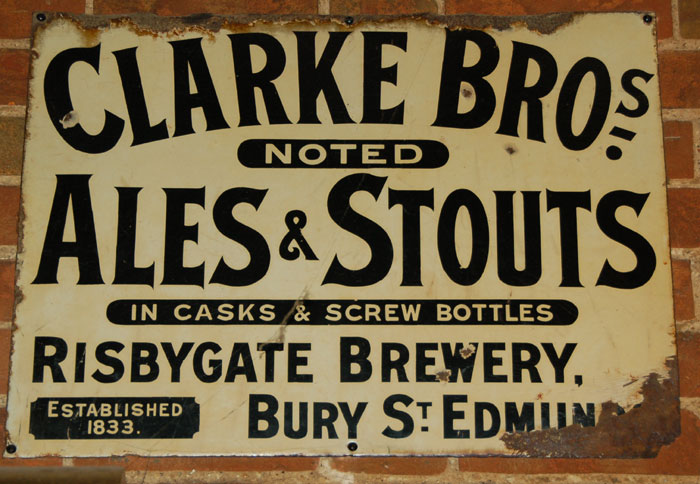 CLARKE BROS.
NOTED
ALES & STOUTS
IN CASKS & SCREW BOTTLES
RISBYGATE BREWERY,
ESTABLISHED
1833.
BURY ST. EDMUN